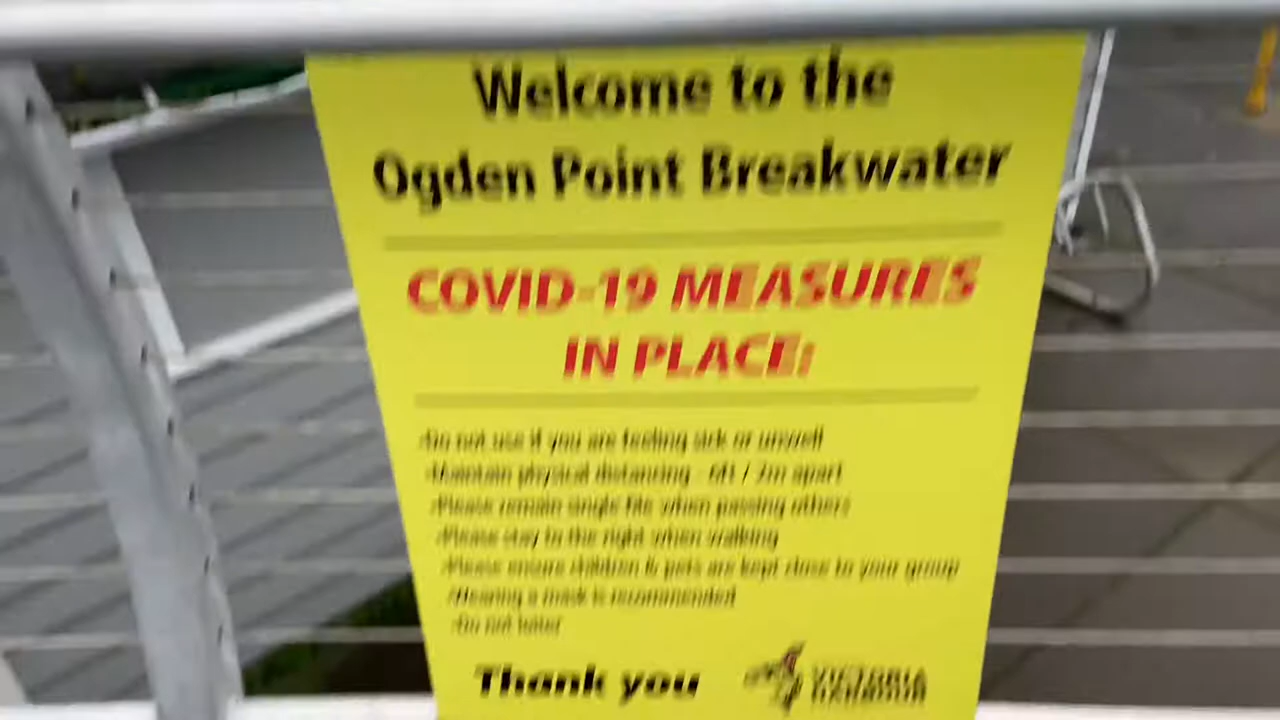 Welcome to the
Ogden Point Breakwater
COVID-19 MEASURES
IN PLACE:
-Do not use if you are feeling sick or unwell
-Maintain physical distancing - 6ft / 2m apart
-Please remain single file when passing others
-Please stay to the right when walking
-Please ensure children & pets are kept close to your group
-Wearing a mask is recommended
-Do not loiter
Thank you
VICTORIA
HARBOUR